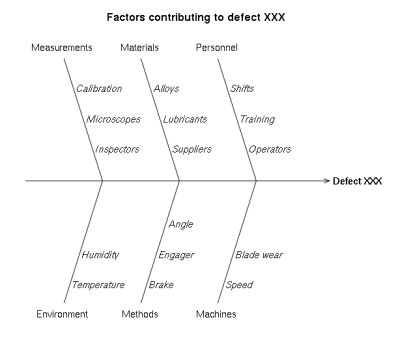 Factors contributing to defect XXX
Measurements Materials Personnel
Calibration Alloys Shifts
Microscopes Lubricants Training
Inspectors Suppliers Operators
Defect XXX
Angle
Humidity Engager Blade wear
Temperature Brake Speed
Environment Methods Machines